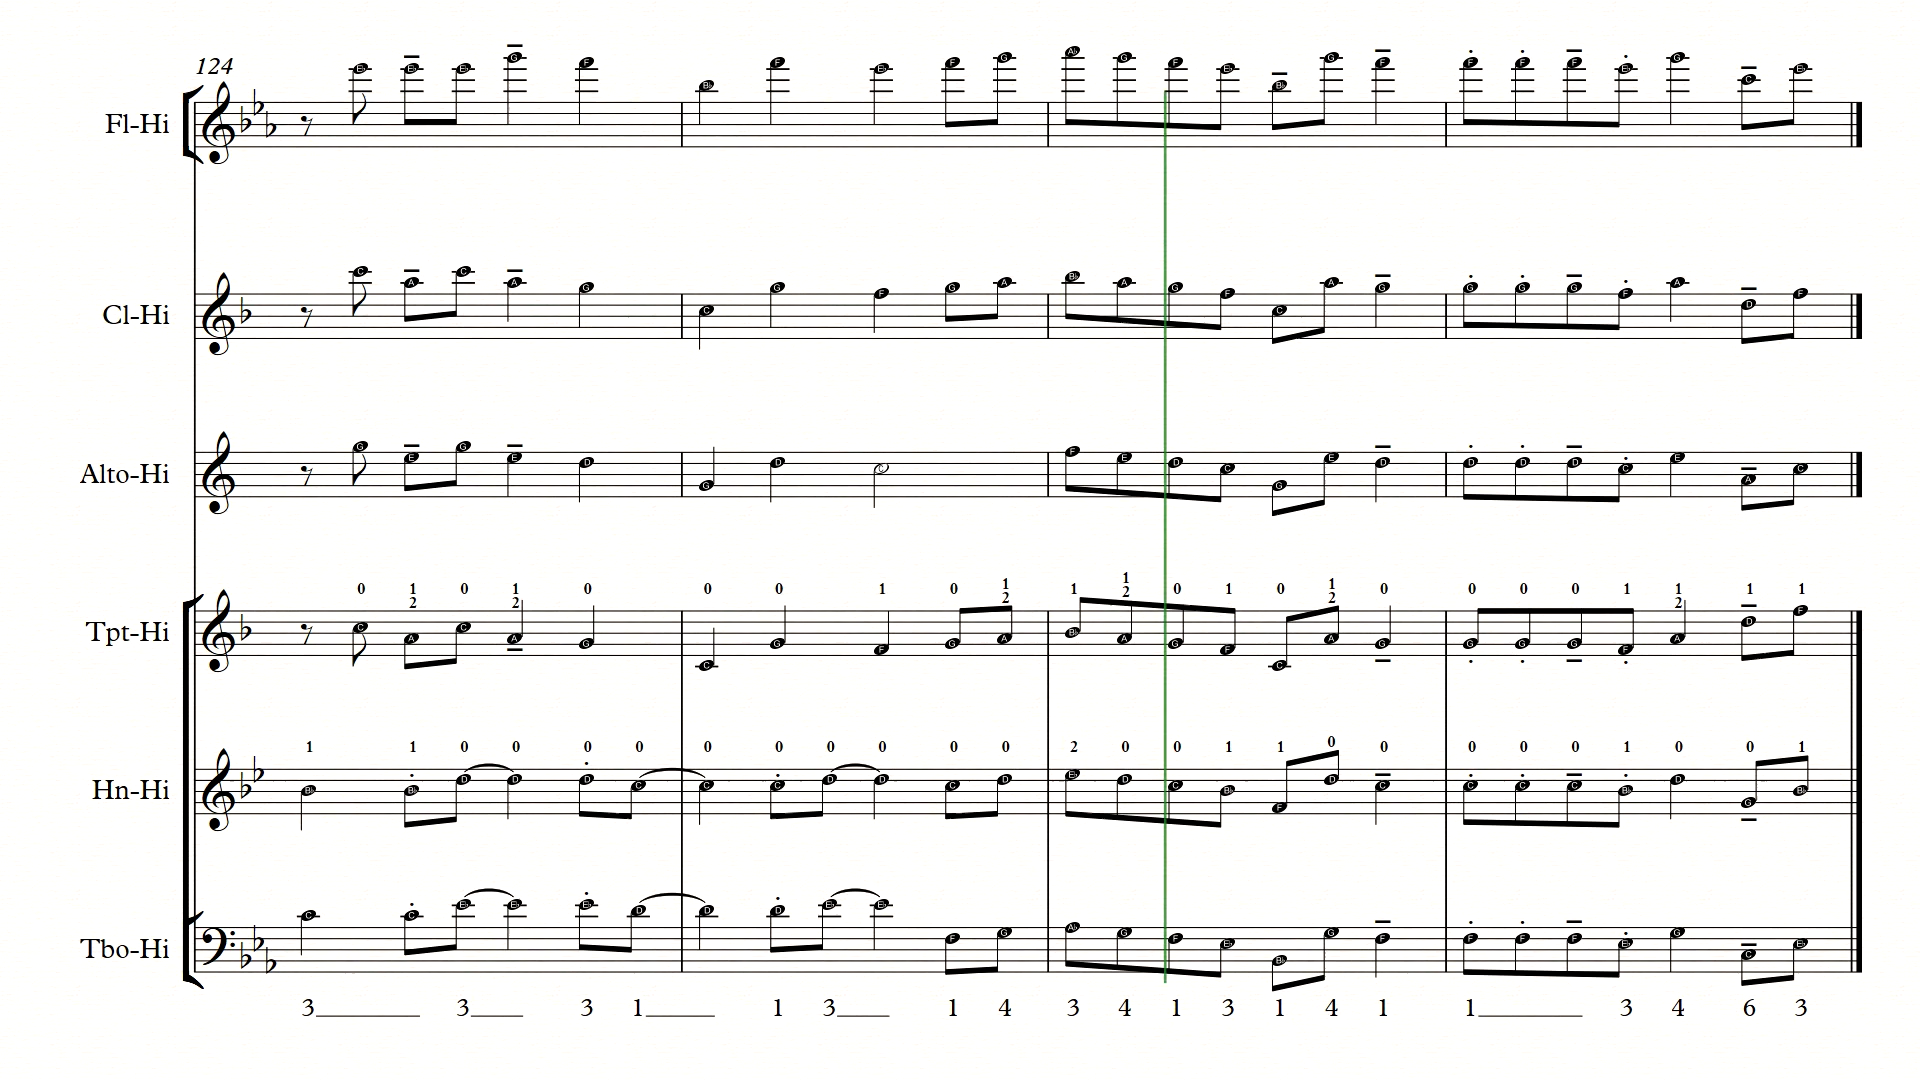 124
Fl-Hi
E♭ E♭ E♭ G F B♭ F E♭ F G A♭ G F E♭ B♭ G F F F F E♭ G C E♭
Cl-Hi
C A C A G C G F G A B♭ A G F C A G G G G F A D F
Alto-Hi
G E G E D G D C F E D C G E D D D D C E A C
0 1 0 1 0 0 0 1 0 1 1 1 0 1 0 1 0 0 0 0 1 1 1 1
2 2 2 2 2 2
Tpt-Hi
C A C A G C G F G A B♭ A G F C A G G G G F A D F
1 1 0 0 0 0 0 0 0 0 0 0 2 0 0 1 1 0 0 0 0 0 1 0 0 1
Hn-Hi
B♭ B♭ D D D C C C D D C D E♭ D C B♭ F D C C C C B♭ D G B♭
Tbo-Hi
C C E♭ E♭ E♭ D D D E♭ E♭ F G A♭ G F E♭ B♭ G F F F F E♭ G C E♭
3 3 3 1 1 3 1 4 3 4 1 3 1 4 1 1 3 4 6 3